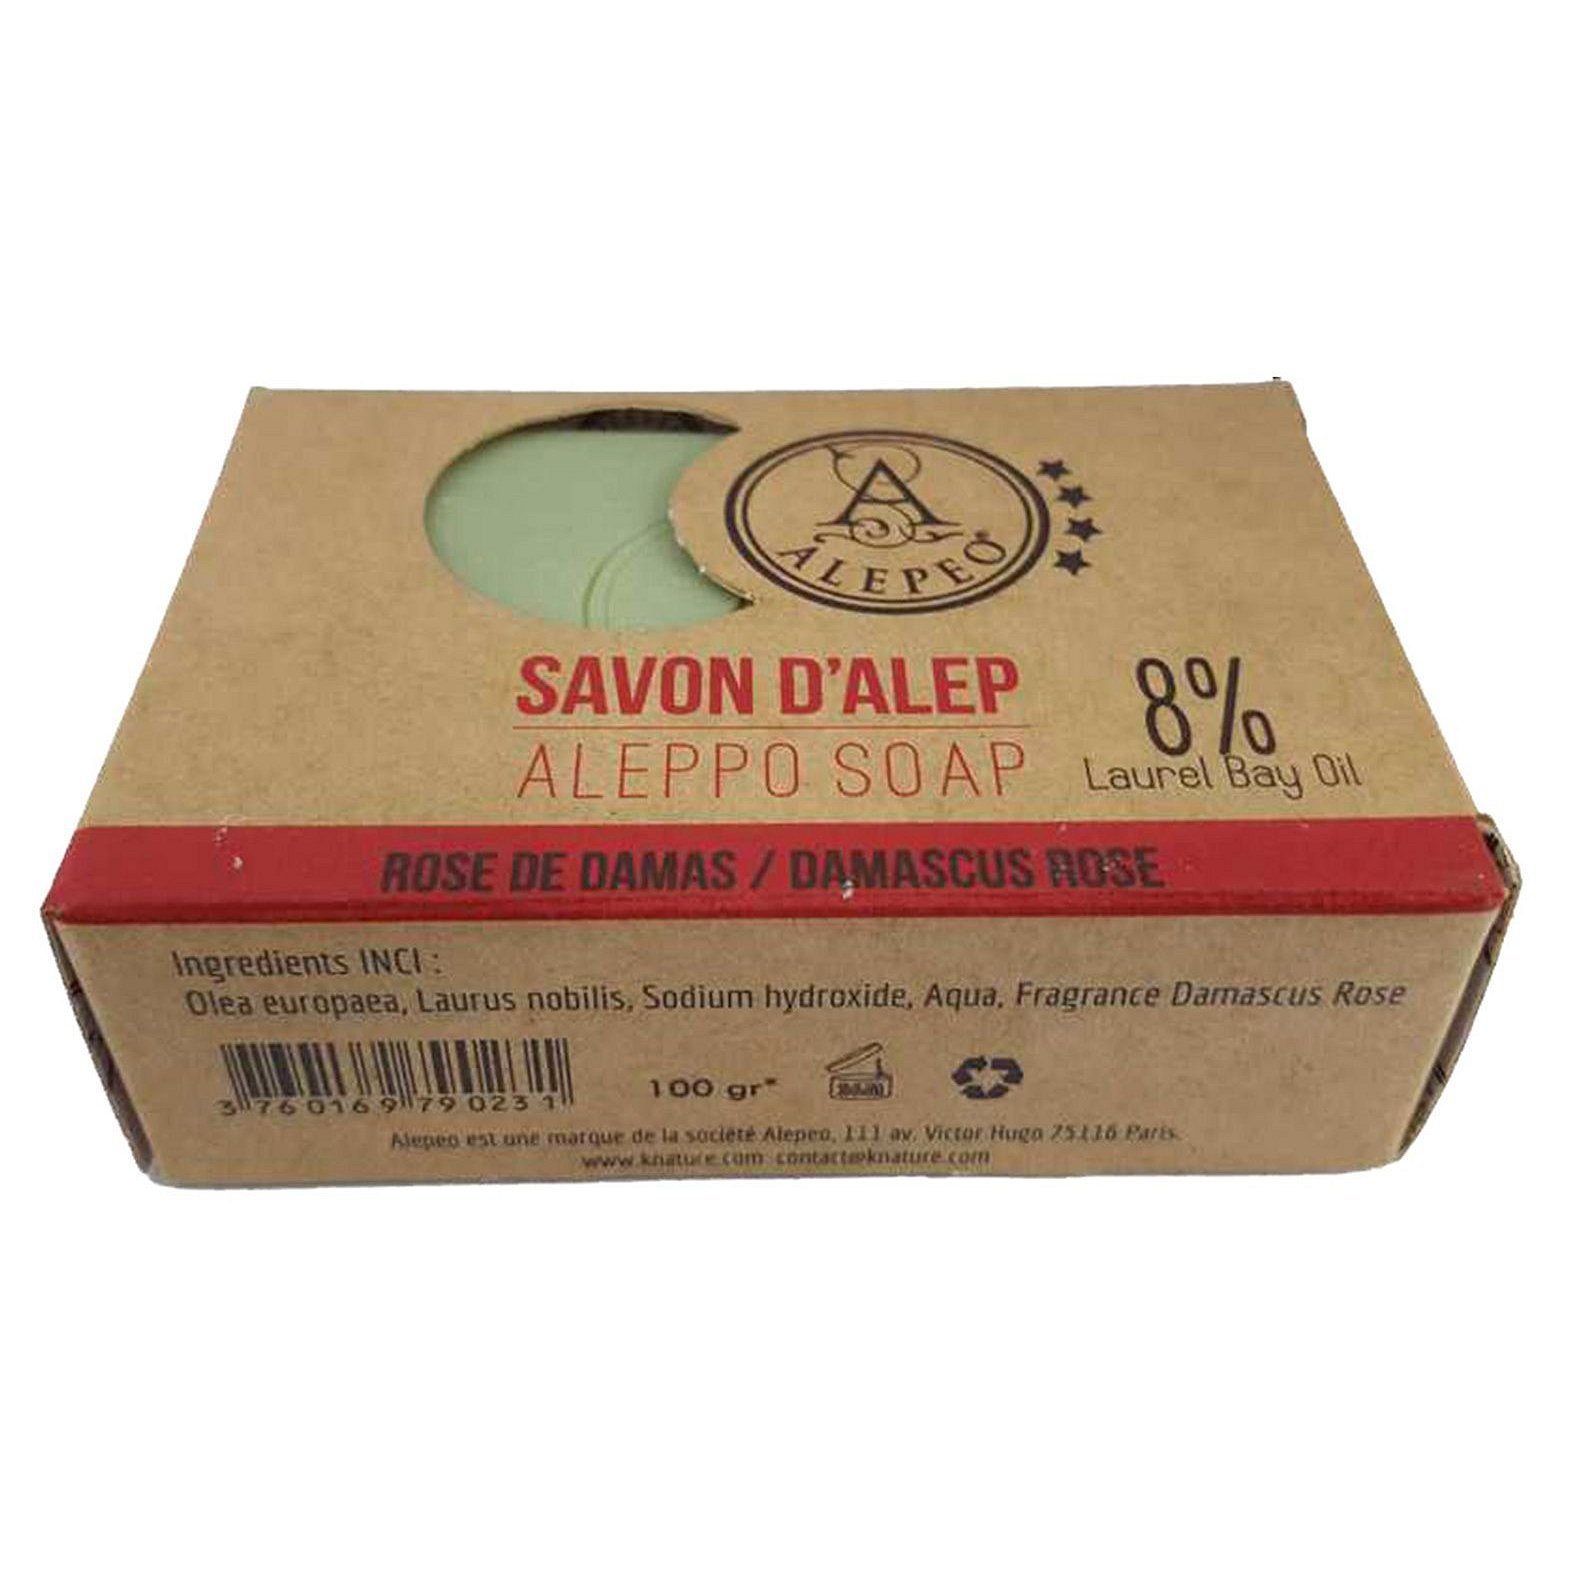 A
ALEPEO®
SAVON D'ALEP
ALEPPO SOAP
8%
Laurel Bay Oil
ROSE DE DAMAS / DAMASCUS ROSE
Ingredients INCI :
Olea europaea, Laurus nobilis, Sodium hydroxide, Aqua, Fragrance Damascus Rose
3 760169 790231
100 gr*
Alepeo est une marque de la société Alepeo, 111 av. Victor Hugo 75116 Paris.
www.knature.com contact@knature.com